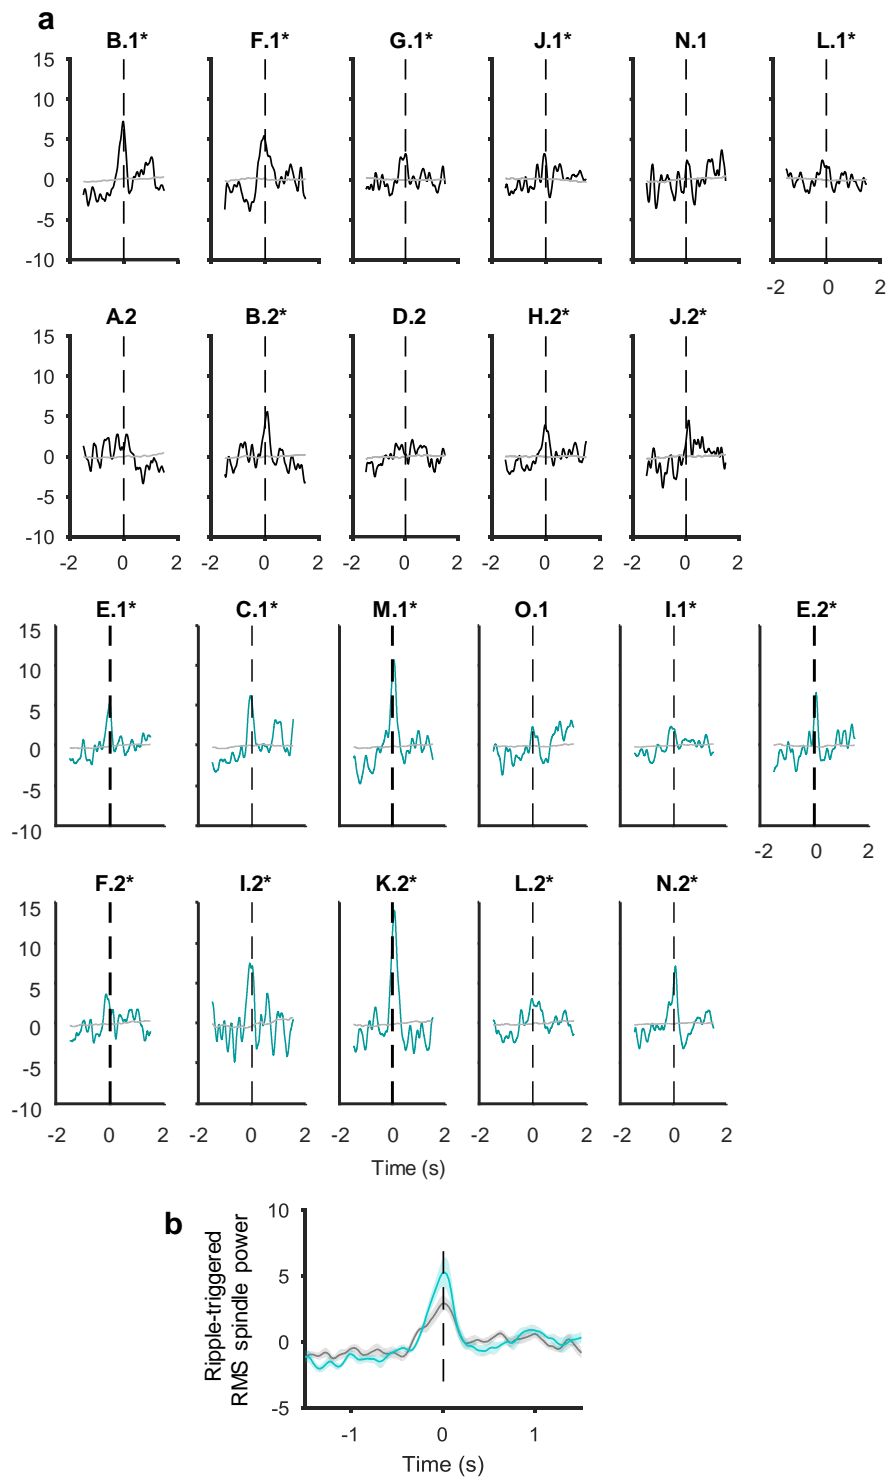 a
B.1* F.1* G.1* J.1* N.1 L.1*
15
10
5
0
-5
-10
-2 0 2
A.2 B.2* D.2 H.2* J.2*
15
10
5
0
-5
-10
-2 0 2 -2 0 2 -2 0 2 -2 0 2 -2 0 2
E.1* C.1* M.1* O.1 I.1* E.2*
15
10
5
0
-5
-10
-2 0 2
F.2* I.2* K.2* L.2* N.2*
15
10
5
0
-5
-10
-2 0 2 -2 0 2 -2 0 2 -2 0 2 -2 0 2
Time (s)
b
Ripple-triggered
RMS spindle power
10
5
0
-5
-1 0 1
Time (s)